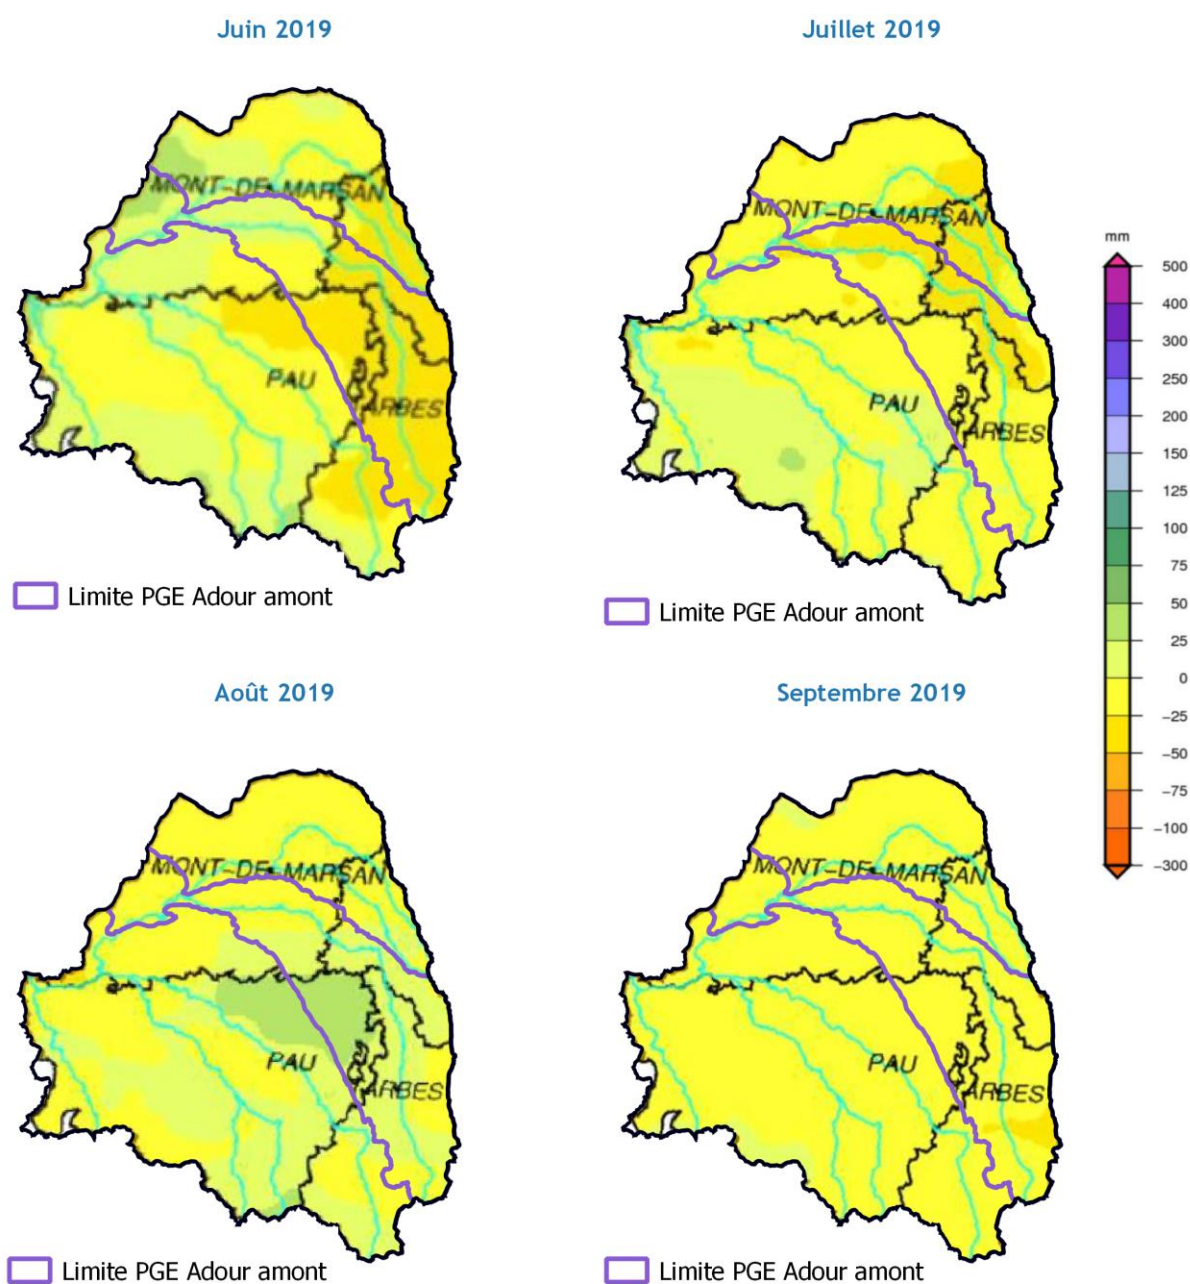 Juin 2019
Juillet 2019
MONT-DE-MARSAN
PAU
TARBES
Limite PGE Adour amont
MONT-DE-MARSAN
PAU
TARBES
Limite PGE Adour amont
mm
500
400
300
250
200
150
125
100
75
50
25
0
-25
-50
-75
-100
-300
Août 2019
Septembre 2019
MONT-DE-MARSAN
PAU
TARBES
Limite PGE Adour amont
MONT-DE-MARSAN
PAU
TARBES
Limite PGE Adour amont